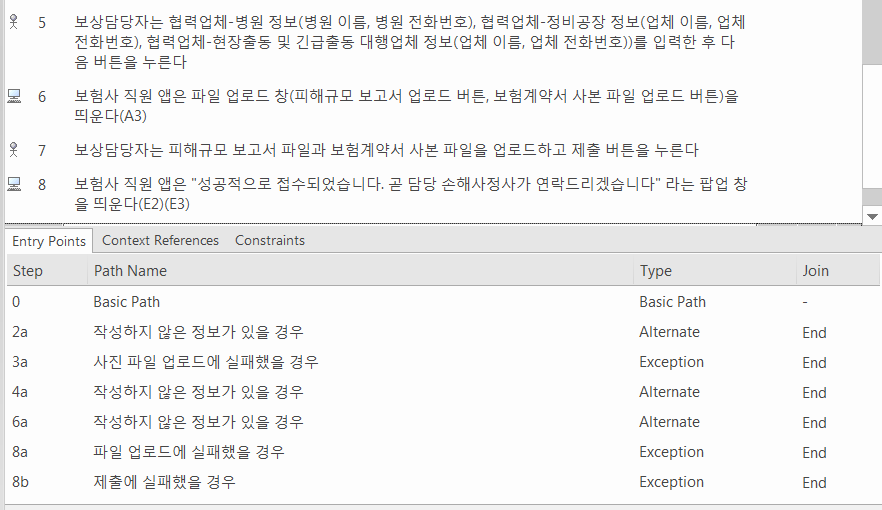 5 보상담당자는 협력업체-병원 정보(병원 이름, 병원 전화번호), 협력업체-정비공장 정보(업체 이름, 업체
전화번호), 협력업체-현장출동 및 긴급출동 대행업체 정보(업체 이름, 업체 전화번호))를 입력한 후 다
음 버튼을 누른다
6 보험사 직원 앱은 파일 업로드 창(피해규모 보고서 업로드 버튼, 보험계약서 사본 파일 업로드 버튼)을
띄운다(A3)
7 보상담당자는 피해규모 보고서 파일과 보험계약서 사본 파일을 업로드하고 제출 버튼을 누른다
8 보험사 직원 앱은 "성공적으로 접수되었습니다. 곧 담당 손해사정사가 연락드리겠습니다" 라는 팝업 창
을 띄운다(E2)(E3)
Entry Points Context References Constraints
Step Path Name Type Join
0 Basic Path Basic Path -
2a 작성하지 않은 정보가 있을 경우 Alternate End
3a 사진 파일 업로드에 실패했을 경우 Exception End
4a 작성하지 않은 정보가 있을 경우 Alternate End
6a 작성하지 않은 정보가 있을 경우 Alternate End
8a 파일 업로드에 실패했을 경우 Exception End
8b 제출에 실패했을 경우 Exception End